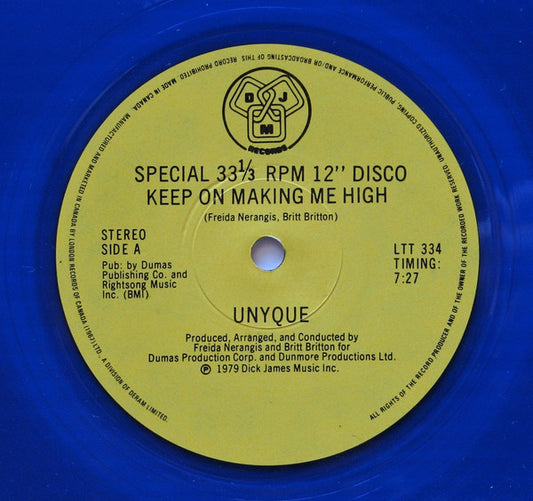 D J M
RECORDS
SPECIAL 33⅓ RPM 12'' DISCO
KEEP ON MAKING ME HIGH
(Freida Nerangis, Britt Britton)
STEREO
SIDE A
Pub: by Dumas
Publishing Co. and
Rightsong Music
Inc. (BMI)
LTT 334
TIMING:
7:27
UNYQUE
Produced, Arranged, and Conducted by
Freida Nerangis and Britt Britton for
Dumas Production Corp. and Dunmore Productions Ltd.
℗ 1979 Dick James Music Inc.
MADE IN CANADA. MANUFACTURED AND MARKETED IN CANADA BY LONDON RECORDS OF CANADA (1967) LTD., A DIVISION OF DERAM LIMITED.
ALL RIGHTS OF THE RECORD PRODUCER AND OF THE OWNER OF THE RECORDED WORK RESERVED UNAUTHORIZED COPYING, PUBLIC PERFORMANCE AND/OR BROADCASTING OF THIS RECORD PROHIBITED.